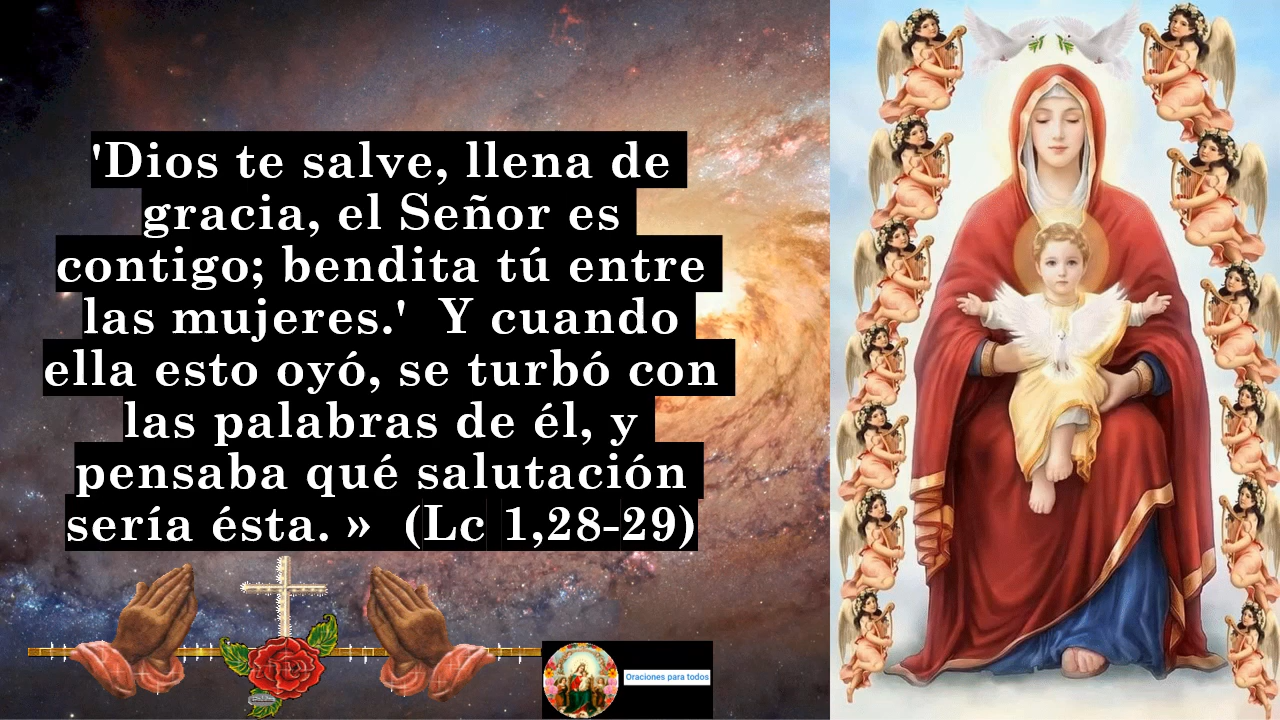 'Dios te salve, llena de
gracia, el Señor es
contigo; bendita tú entre
las mujeres.'  Y cuando
ella esto oyó, se turbó con
las palabras de él, y
pensaba qué salutación
sería ésta. »  (Lc 1,28-29)
Oraciones para todos